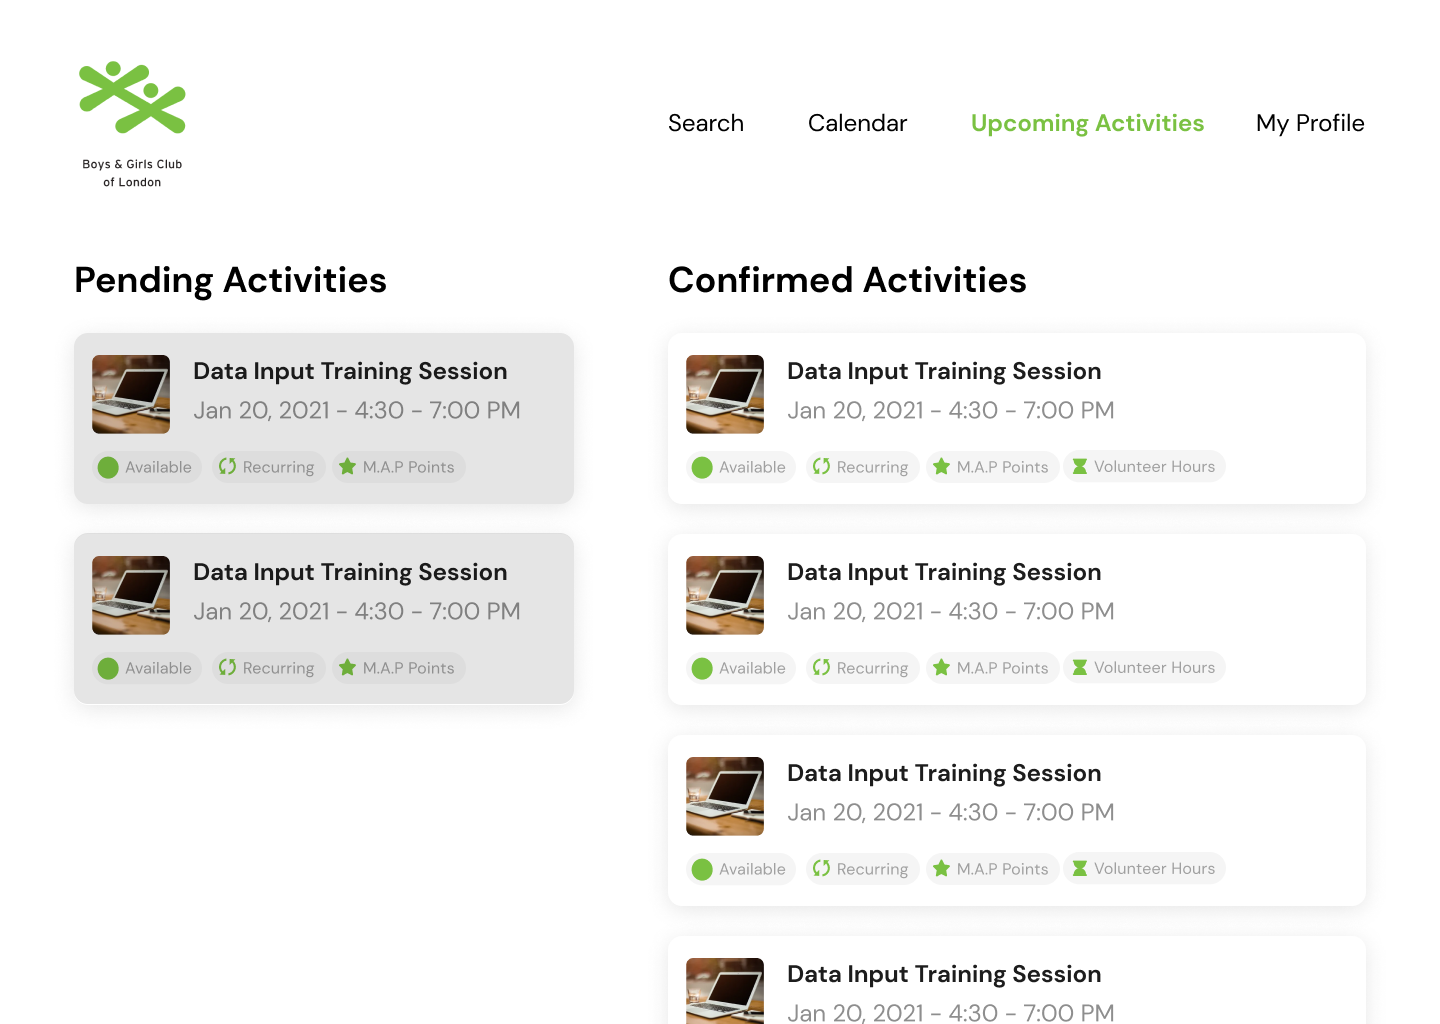 Boys & Girls Club
of London
Search
Calendar
Upcoming Activities
My Profile
Pending Activities
Data Input Training Session
Jan 20, 2021 - 4:30 - 7:00 PM
Available
Recurring
M.A.P Points
Data Input Training Session
Jan 20, 2021 - 4:30 - 7:00 PM
Available
Recurring
M.A.P Points
Confirmed Activities
Data Input Training Session
Jan 20, 2021 - 4:30 - 7:00 PM
Available
Recurring
M.A.P Points
Volunteer Hours
Data Input Training Session
Jan 20, 2021 - 4:30 - 7:00 PM
Available
Recurring
M.A.P Points
Volunteer Hours
Data Input Training Session
Jan 20, 2021 - 4:30 - 7:00 PM
Available
Recurring
M.A.P Points
Volunteer Hours
Data Input Training Session
Jan 20, 2021 - 4:30 - 7:00 PM